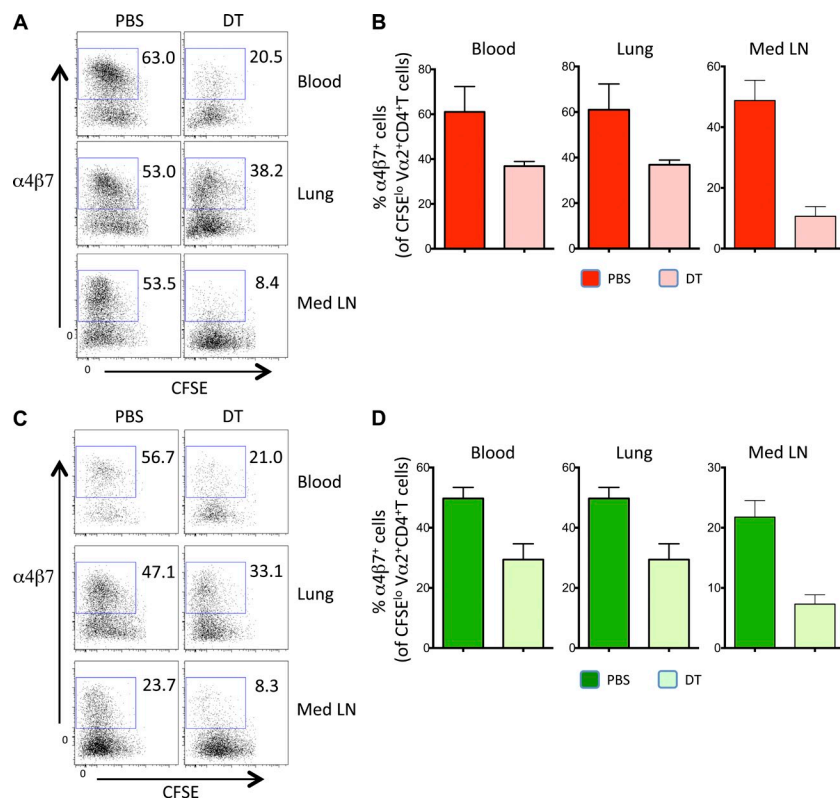 A
PBS DT
63.0 20.5 Blood
53.0 38.2 Lung
α4β7
53.5 8.4 Med LN
0
0
CFSE
B
Blood Lung Med LN
% α4β7⁺ cells
(of CFSEˡᵒ Vα2⁺CD4⁺T cells)
80 80 60
60 60
40 40 40
20 20 20
0 0 0
PBS DT
C
PBS DT
56.7 21.0 Blood
α4β7
47.1 33.1 Lung
23.7 8.3 Med LN
0
0
CFSE
D
Blood Lung Med LN
% α4β7⁺ cells
(of CFSEˡᵒ Vα2⁺CD4⁺T cells)
60 60 30
40 40 20
20 20 10
0 0 0
PBS DT